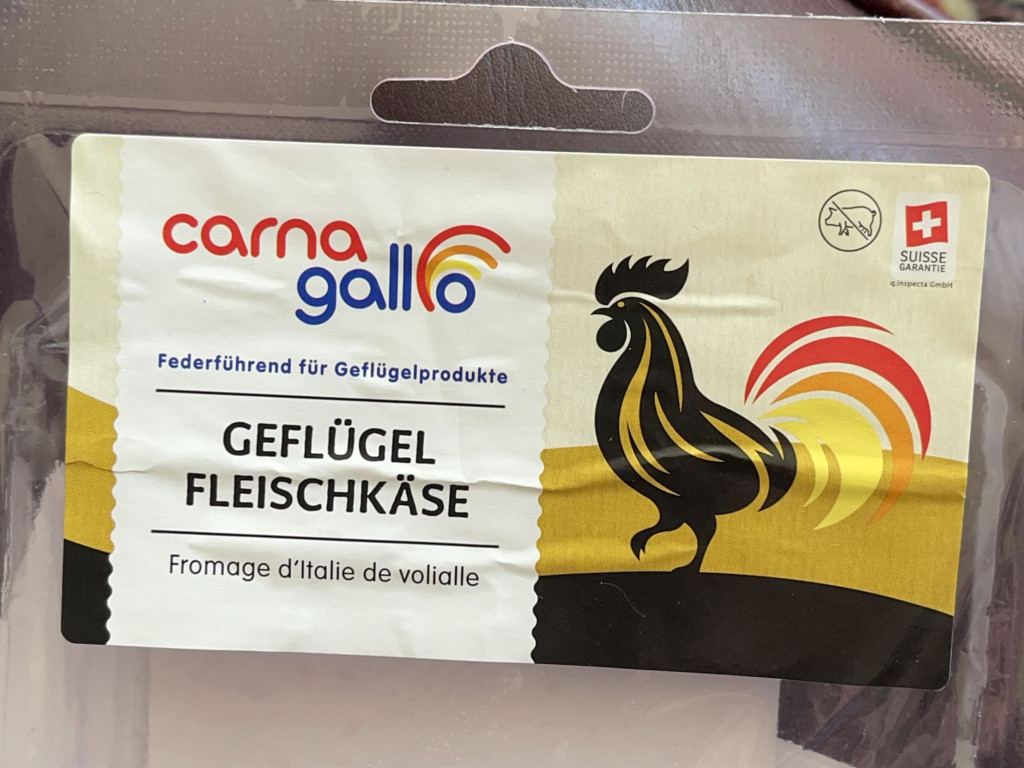 carna
gallo
Federführend für Geflügelprodukte
GEFLÜGEL
FLEISCHKÄSE
Fromage d'Italie de volialle
SUISSE
GARANTIE
q.inspecta GmbH